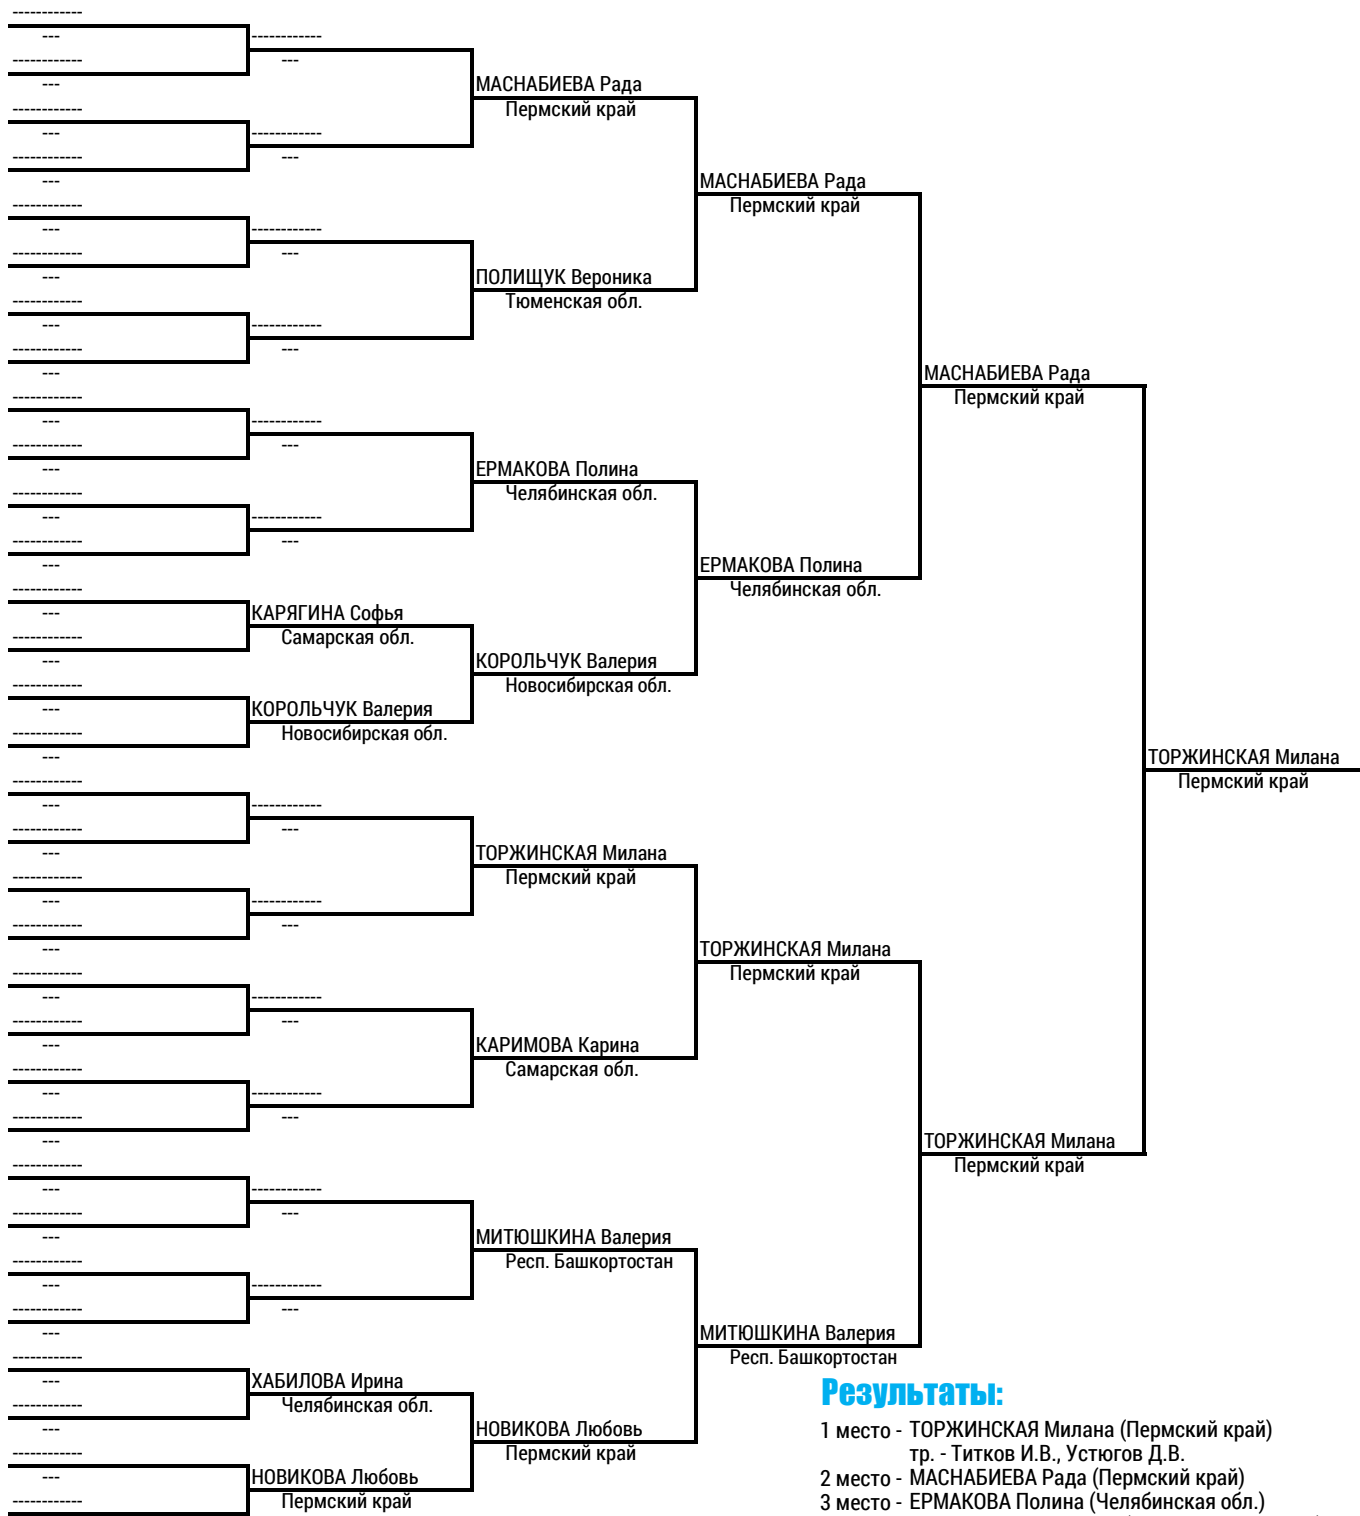 ------------
---
------------
---
------------
---
------------
---
------------
---
------------
---
------------
---
------------
---
------------
---
------------
---
------------
---
------------
---
------------
---
------------
---
------------
---
------------
---
------------
---
------------
---
------------
---
------------
---
------------
---
------------
---
------------
---
------------
---
------------
---
------------
---
------------
---
------------
---
------------
---
------------
---
------------
---
------------
------------
---
------------
---
------------
---
------------
---
------------
---
------------
---
КАРЯГИНА Софья
Самарская обл.
КОРОЛЬЧУК Валерия
Новосибирская обл.
------------
---
------------
---
------------
---
------------
---
------------
---
------------
---
ХАБИЛОВА Ирина
Челябинская обл.
НОВИКОВА Любовь
Пермский край
МАСНАБИЕВА Рада
Пермский край
ПОЛИЩУК Вероника
Тюменская обл.
ЕРМАКОВА Полина
Челябинская обл.
КОРОЛЬЧУК Валерия
Новосибирская обл.
ТОРЖИНСКАЯ Милана
Пермский край
КАРИМОВА Карина
Самарская обл.
МИТЮШКИНА Валерия
Респ. Башкортостан
НОВИКОВА Любовь
Пермский край
МАСНАБИЕВА Рада
Пермский край
ЕРМАКОВА Полина
Челябинская обл.
ТОРЖИНСКАЯ Милана
Пермский край
МИТЮШКИНА Валерия
Респ. Башкортостан
МАСНАБИЕВА Рада
Пермский край
ТОРЖИНСКАЯ Милана
Пермский край
ТОРЖИНСКАЯ Милана
Пермский край
Результаты:
1 место - ТОРЖИНСКАЯ Милана (Пермский край)
тр. - Титков И.В., Устюгов Д.В.
2 место - МАСНАБИЕВА Рада (Пермский край)
3 место - ЕРМАКОВА Полина (Челябинская обл.)